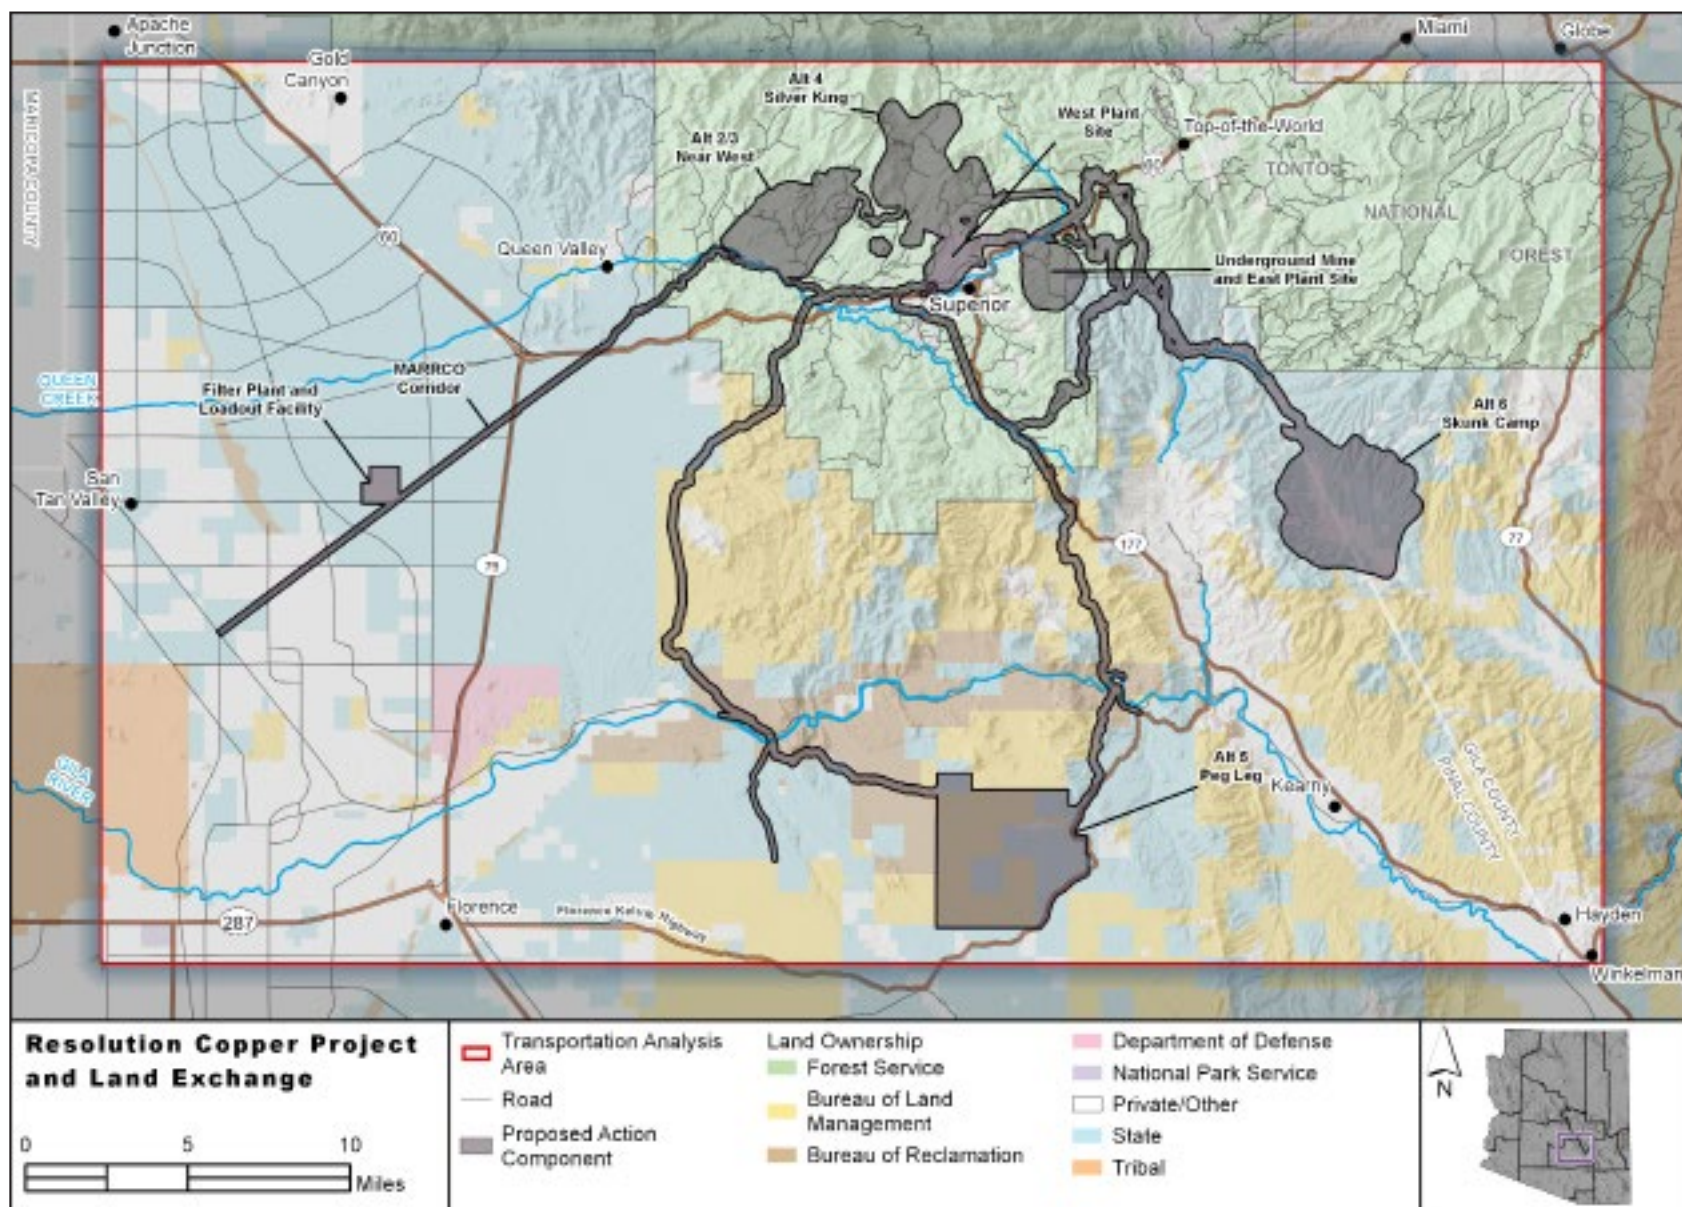 Apache
Junction
Gold
Canyon
Miami
Globe
MARICOPA COUNTY
Alt 4
Silver King
West Plant
Site
Top-of-the-World
Alt 2/3
Near West
60
TONTO
NATIONAL
FOREST
60
Queen Valley
Underground Mine
and East Plant Site
Superior
MARRCO
Corridor
QUEEN
CREEK
Filter Plant and
Loadout Facility
Alt 6
Skunk Camp
San
Tan Valley
79
177
77
GILA
RIVER
Alt 5
Peg Leg
Kearny
GILA COUNTY
PINAL COUNTY
287
Florence
Florence Kelvin Highway
Hayden
Winkelman
Resolution Copper Project
and Land Exchange
0 5 10
Miles
Transportation Analysis
Area
Road
Proposed Action
Component
Land Ownership
Forest Service
Bureau of Land
Management
Bureau of Reclamation
Department of Defense
National Park Service
Private/Other
State
Tribal
N